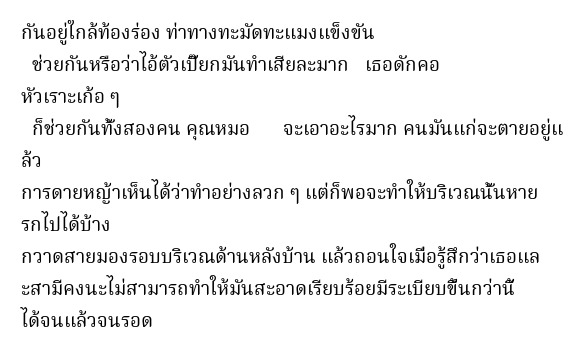 กันอยู่ใกล้ท้องร่อง ท่าทางทะมัดทะแมงแข็งขัน
ช่วยกันหรือว่าไอ้ตัวเปี๊ยกมันทำเสียละมาก เธอดักคอ
หัวเราะเก้อ ๆ
ก็ช่วยกันทั้งสองคน คุณหมอ จะเอาอะไรมาก คนมันแก่จะตายอยู่แ
ล้ว
การดายหญ้าเห็นได้ว่าทำอย่างลวก ๆ แต่ก็พอจะทำให้บริเวณนั้นหาย
รกไปได้บ้าง
กวาดสายมองรอบบริเวณด้านหลังบ้าน แล้วถอนใจเมื่อรู้สึกว่าเธอแล
ะสามีคงนะไม่สามารถทำให้มันสะอาดเรียบร้อยมีระเบียบขึ้นกว่านี้
ได้จนแล้วจนรอด